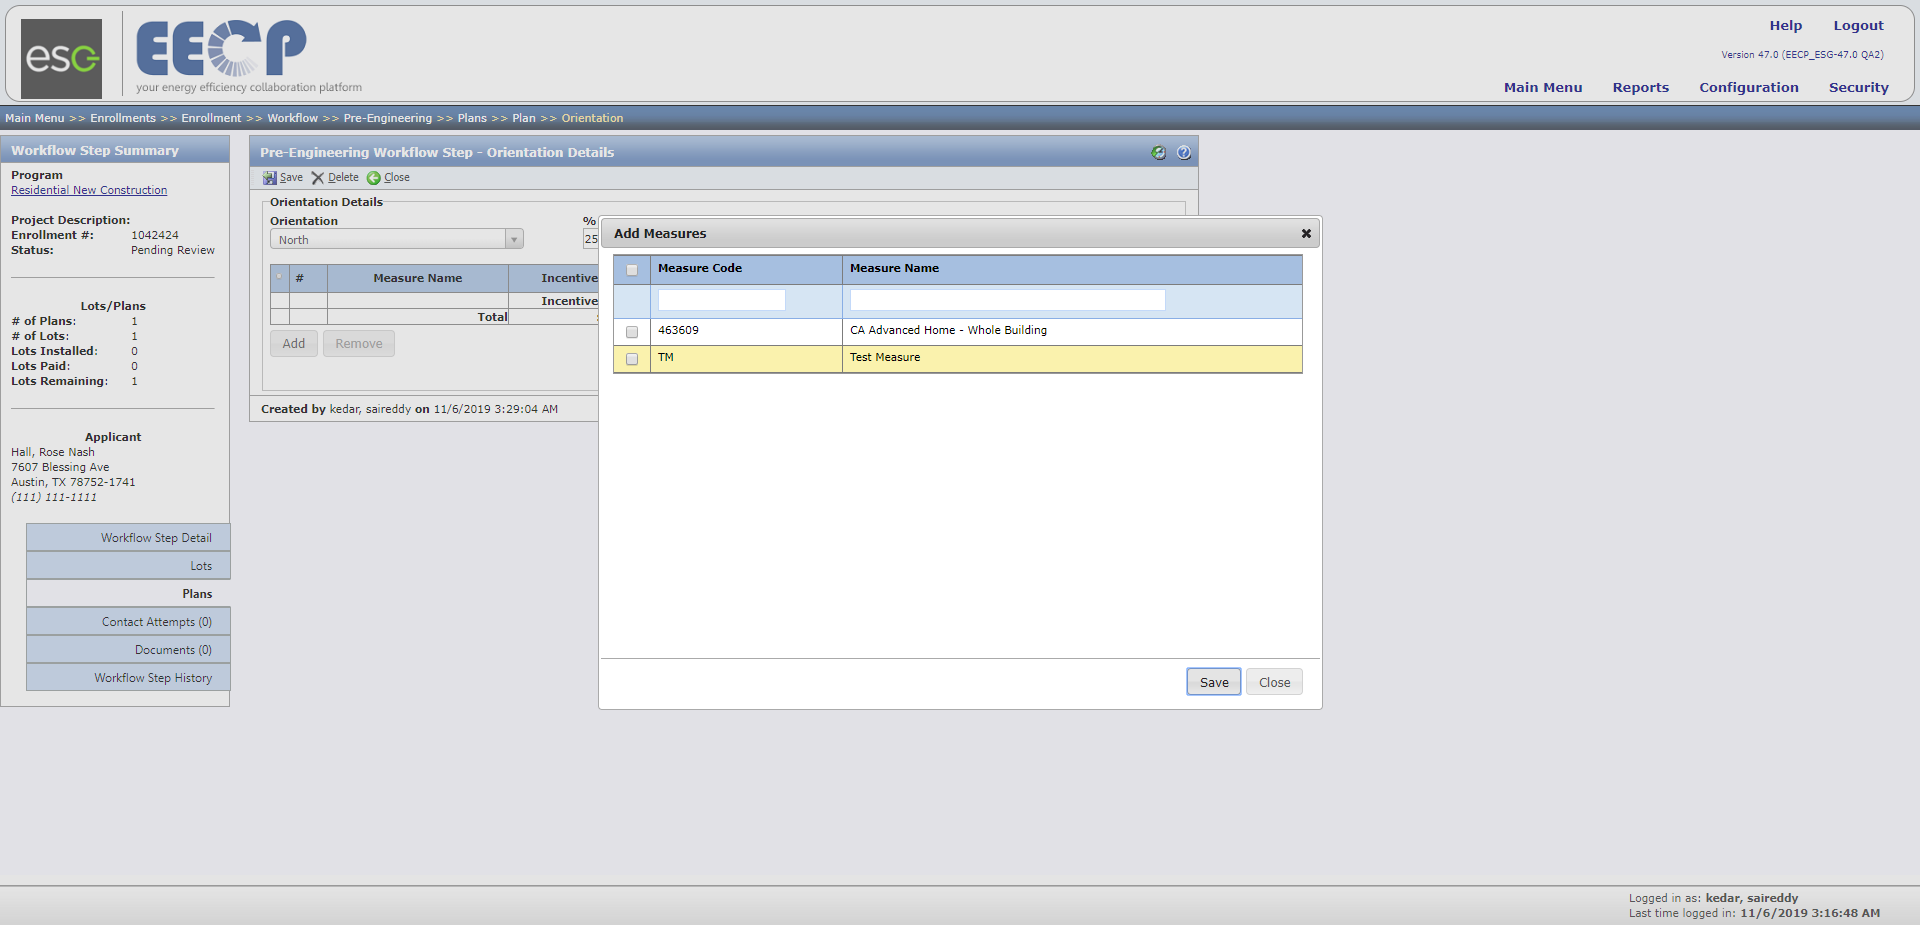 esg
EECP
your energy efficiency collaboration platform
Help Logout
Version 47.0 (EECP_ESG-47.0 QA2)
Main Menu Reports Configuration Security
Main Menu >> Enrollments >> Enrollment >> Workflow >> Pre-Engineering >> Plans >> Plan >> Orientation
Workflow Step Summary
Program
Residential New Construction
Project Description:
Enrollment #: 1042424
Status: Pending Review
Lots/Plans
# of Plans: 1
# of Lots: 1
Lots Installed: 0
Lots Paid: 0
Lots Remaining: 1
Applicant
Hall, Rose Nash
7607 Blessing Ave
Austin, TX 78752-1741
(111) 111-1111
Workflow Step Detail
Lots
Plans
Contact Attempts (0)
Documents (0)
Workflow Step History
Pre-Engineering Workflow Step - Orientation Details
Save Delete Close
Orientation Details
Orientation %
North 25
# Measure Name Incentive
Incentive
Total
Add Remove
Created by kedar, saireddy on 11/6/2019 3:29:04 AM
Add Measures
Measure Code Measure Name
463609 CA Advanced Home - Whole Building
TM Test Measure
Save Close
Logged in as: kedar, saireddy
Last time logged in: 11/6/2019 3:16:48 AM